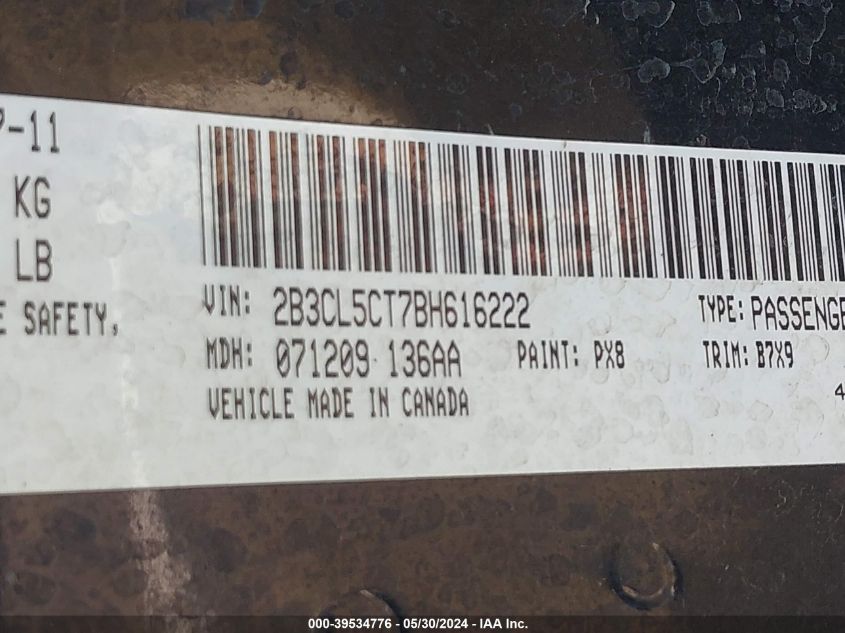 -11
KG
LB
E SAFETY,
VIN: 2B3CL5CT7BH616222
TYPE: PASSENGE
MDH: 071209 136AA
PAINT: PX8
TRIM: B7X9
VEHICLE MADE IN CANADA
4
000-39534776 - 05/30/2024 - IAA Inc.